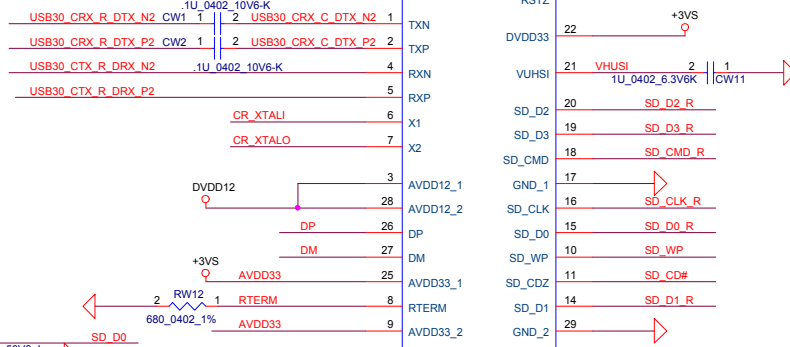 .1U_0402_10V6-K
RSTZ
USB30_CRX_R_DTX_N2 CW1 1 2 USB30_CRX_C_DTX_N2 1 TXN
+3VS
22 DVDD33
USB30_CRX_R_DTX_P2 CW2 1 2 USB30_CRX_C_DTX_P2 2 TXP
USB30_CTX_R_DRX_N2 .1U_0402_10V6-K 4 RXN
VUHSI 21 VHUSI 2 1
1U_0402_6.3V6K CW11
USB30_CTX_R_DRX_P2 5 RXP
SD_D2 20 SD_D2_R
CR_XTALI 6 X1
SD_D3 19 SD_D3_R
CR_XTALO 7 X2
SD_CMD 18 SD_CMD_R
DVDD12
3 AVDD12_1
GND_1 17
28 AVDD12_2
SD_CLK 16 SD_CLK_R
DP 26 DP
SD_D0 15 SD_D0_R
DM 27 DM
SD_WP 10 SD_WP
+3VS
AVDD33 25 AVDD33_1
SD_CDZ 11 SD_CD#
2 RW12 1 RTERM 8 RTERM
680_0402_1%
SD_D1 14 SD_D1_R
AVDD33 9 AVDD33_2
GND_2 29
SD_D0